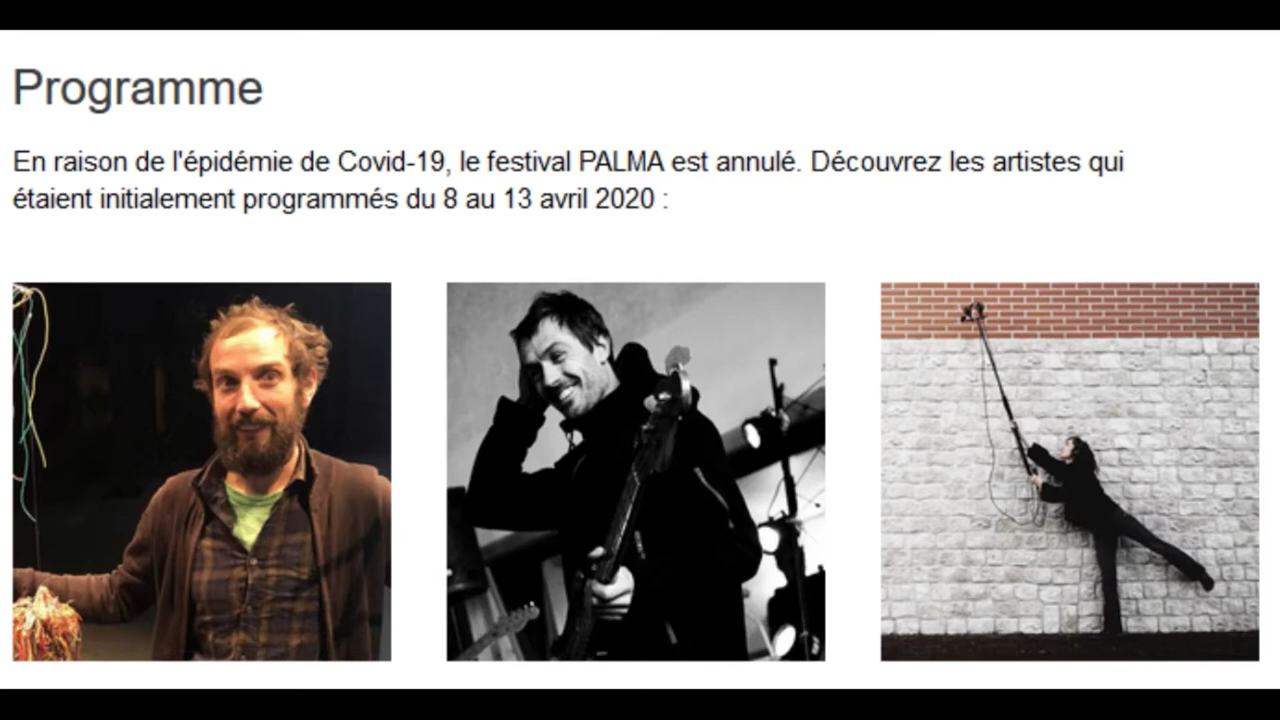 Programme
En raison de l'épidémie de Covid-19, le festival PALMA est annulé. Découvrez les artistes qui
étaient initialement programmés du 8 au 13 avril 2020 :